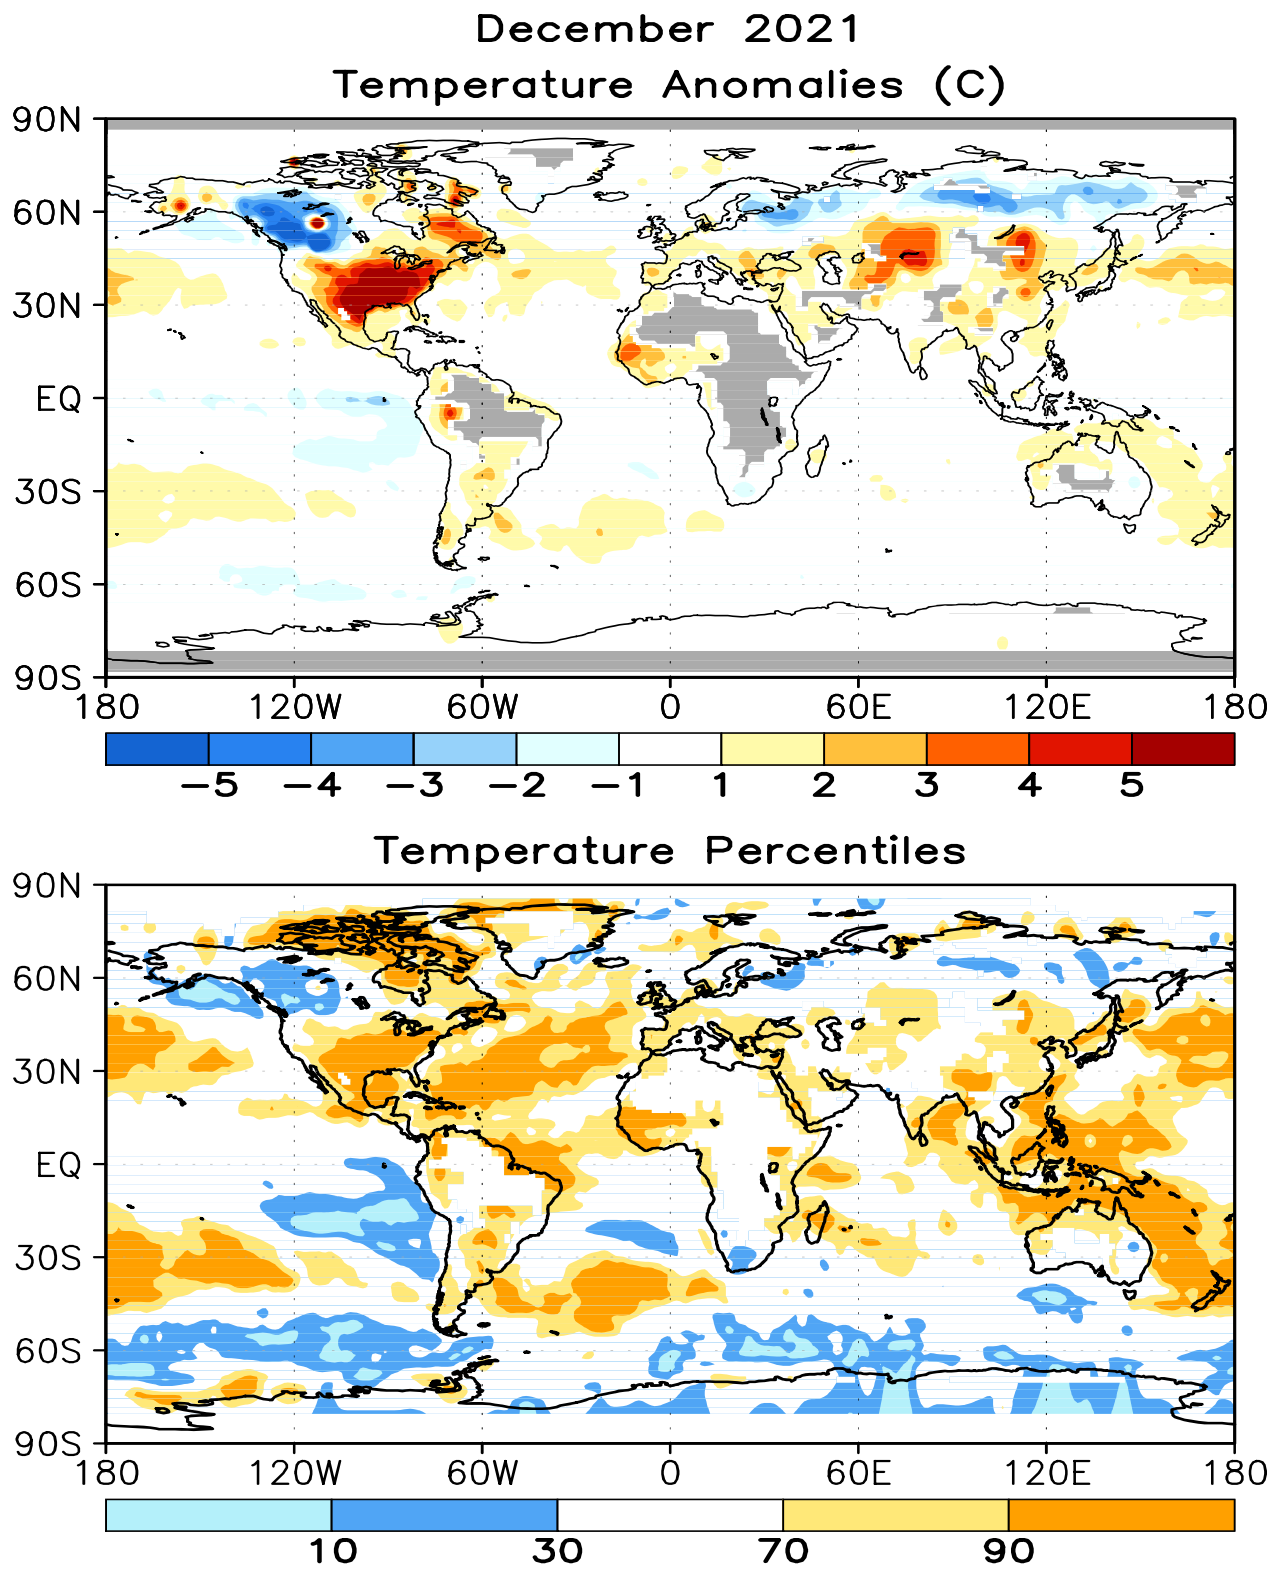 December 2021
Temperature Anomalies (C)
90N
60N
30N
EQ
30S
60S
90S
180 120W 60W 0 60E 120E 180
−5 −4 −3 −2 −1 1 2 3 4 5
Temperature Percentiles
90N
60N
30N
EQ
30S
60S
90S
180 120W 60W 0 60E 120E 180
10 30 70 90